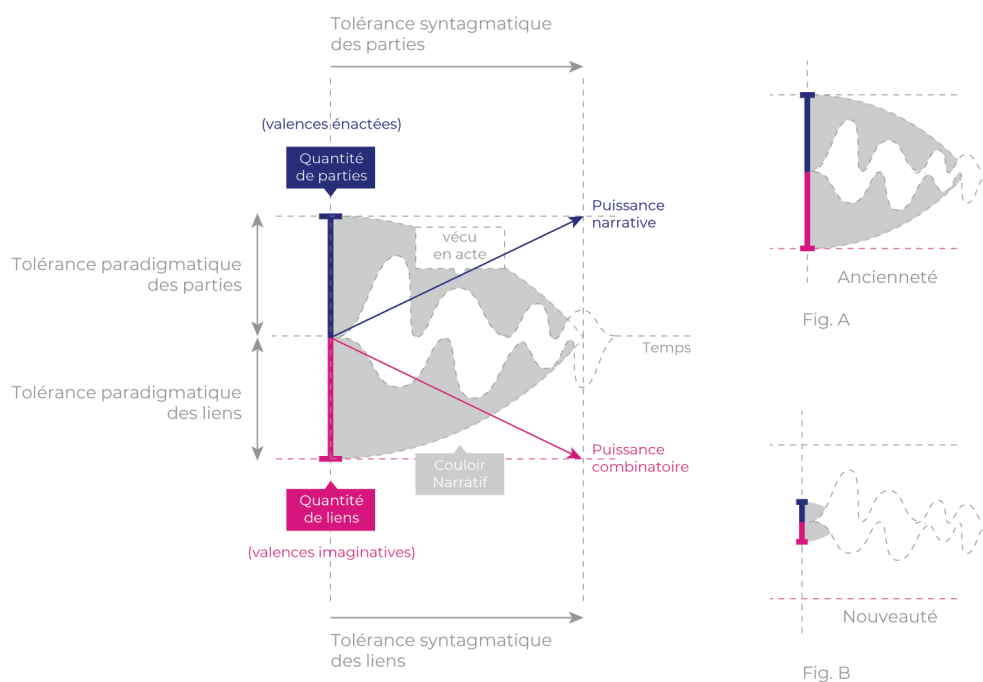 Tolérance syntagmatique
des parties
(valences énactées)
Quantité
de parties
Puissance
narrative
vécu
en acte
Tolérance paradigmatique
des parties
Temps
Tolérance paradigmatique
des liens
Puissance
combinatoire
Couloir
Narratif
Quantité
de liens
(valences imaginatives)
Tolérance syntagmatique
des liens
Ancienneté
Fig. A
Nouveauté
Fig. B